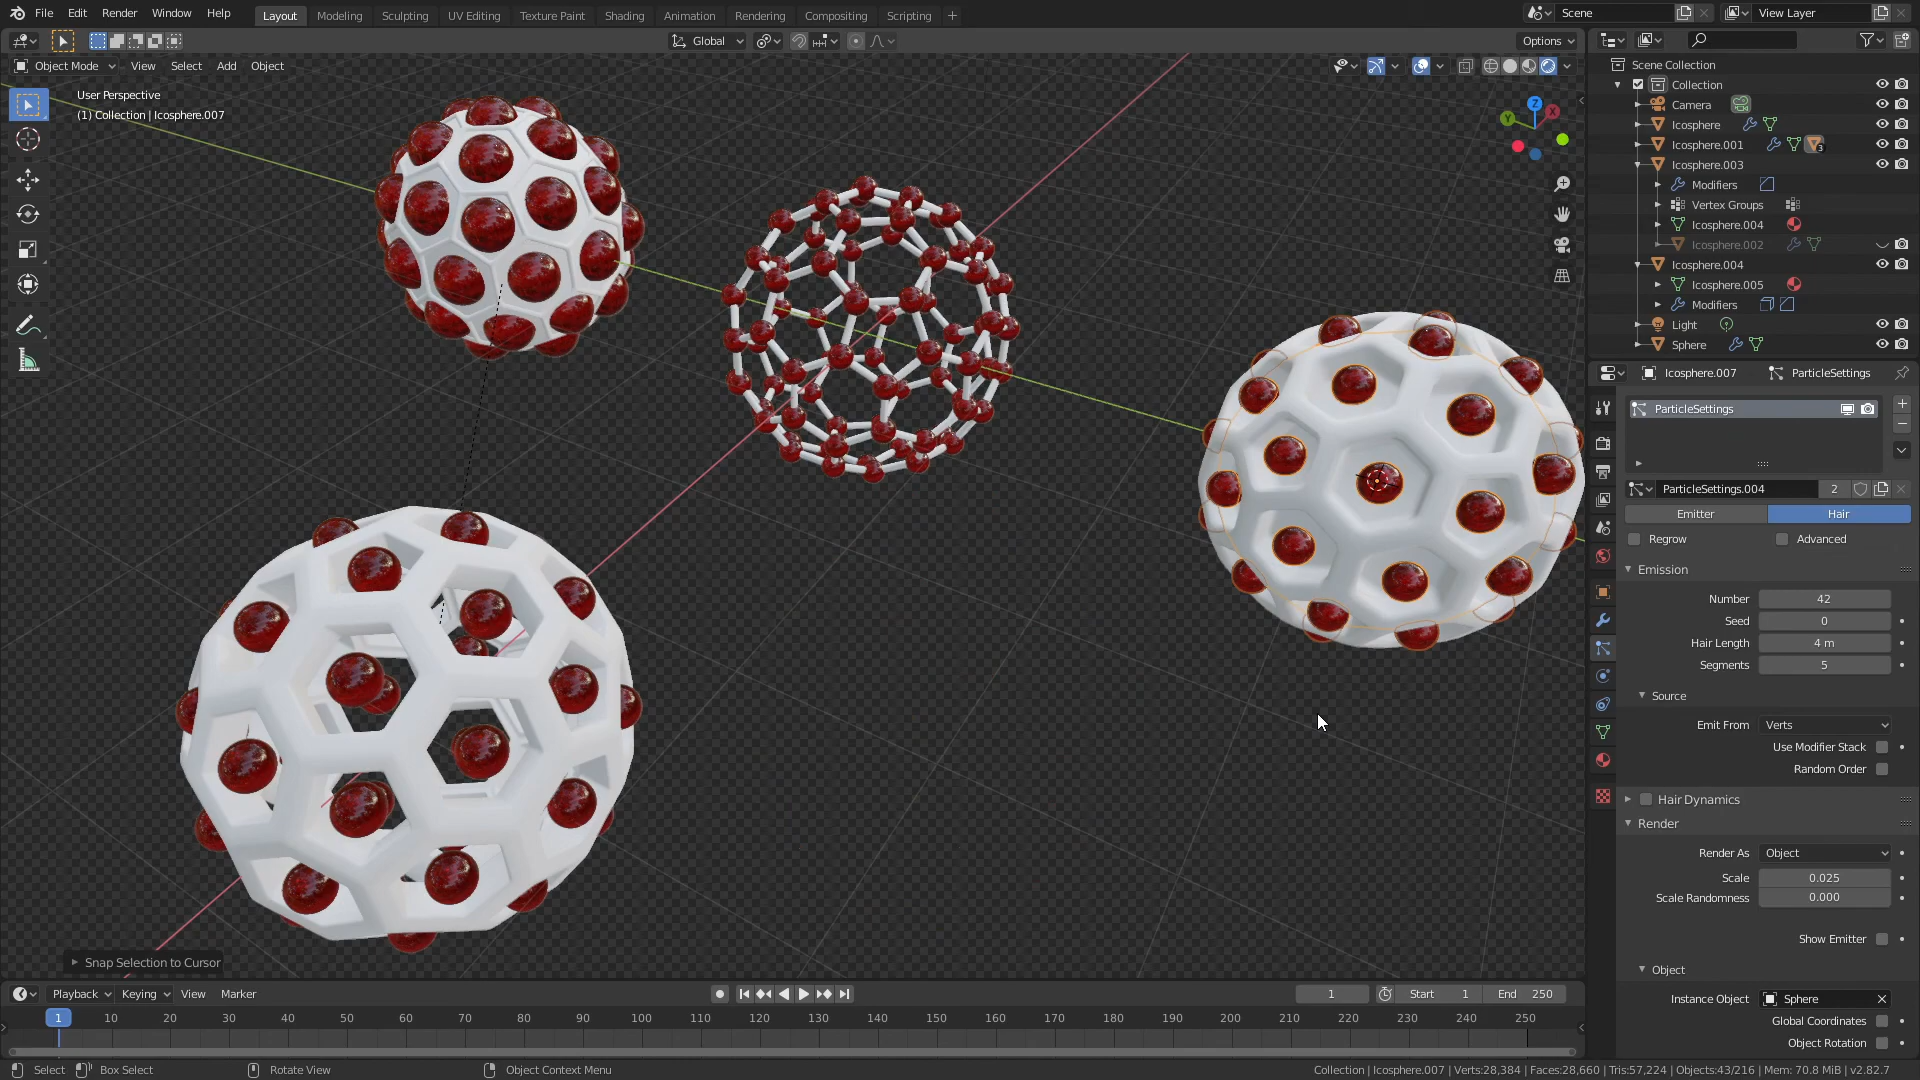 File Edit Render Window Help Layout Modeling Sculpting UV Editing Texture Paint Shading Animation Rendering Compositing Scripting + Scene View Layer
Global Options
Object Mode View Select Add Object
User Perspective
(1) Collection | Icosphere.007
Z
Y
X
Scene Collection
Collection
Camera
Icosphere
Icosphere.001 3
Icosphere.003
Modifiers
Vertex Groups
Icosphere.004
Icosphere.002
Icosphere.004
Icosphere.005
Modifiers
Light
Sphere
Icosphere.007 ParticleSettings
ParticleSettings
ParticleSettings.004 2
Emitter Hair
Regrow Advanced
Emission
Number 42
Seed 0
Hair Length 4 m
Segments 5
Source
Emit From Verts
Use Modifier Stack
Random Order
Hair Dynamics
Render
Render As Object
Scale 0.025
Scale Randomness 0.000
Show Emitter
Object
Instance Object Sphere
Global Coordinates
Object Rotation
Snap Selection to Cursor
Playback Keying View Marker 1 Start 1 End 250
1 10 20 30 40 50 60 70 80 90 100 110 120 130 140 150 160 170 180 190 200 210 220 230 240 250
Select Box Select Rotate View Object Context Menu Collection | Icosphere.007 | Verts:28,384 | Faces:28,660 | Tris:57,224 | Objects:43/216 | Mem: 70.8 MiB | v2.82.7